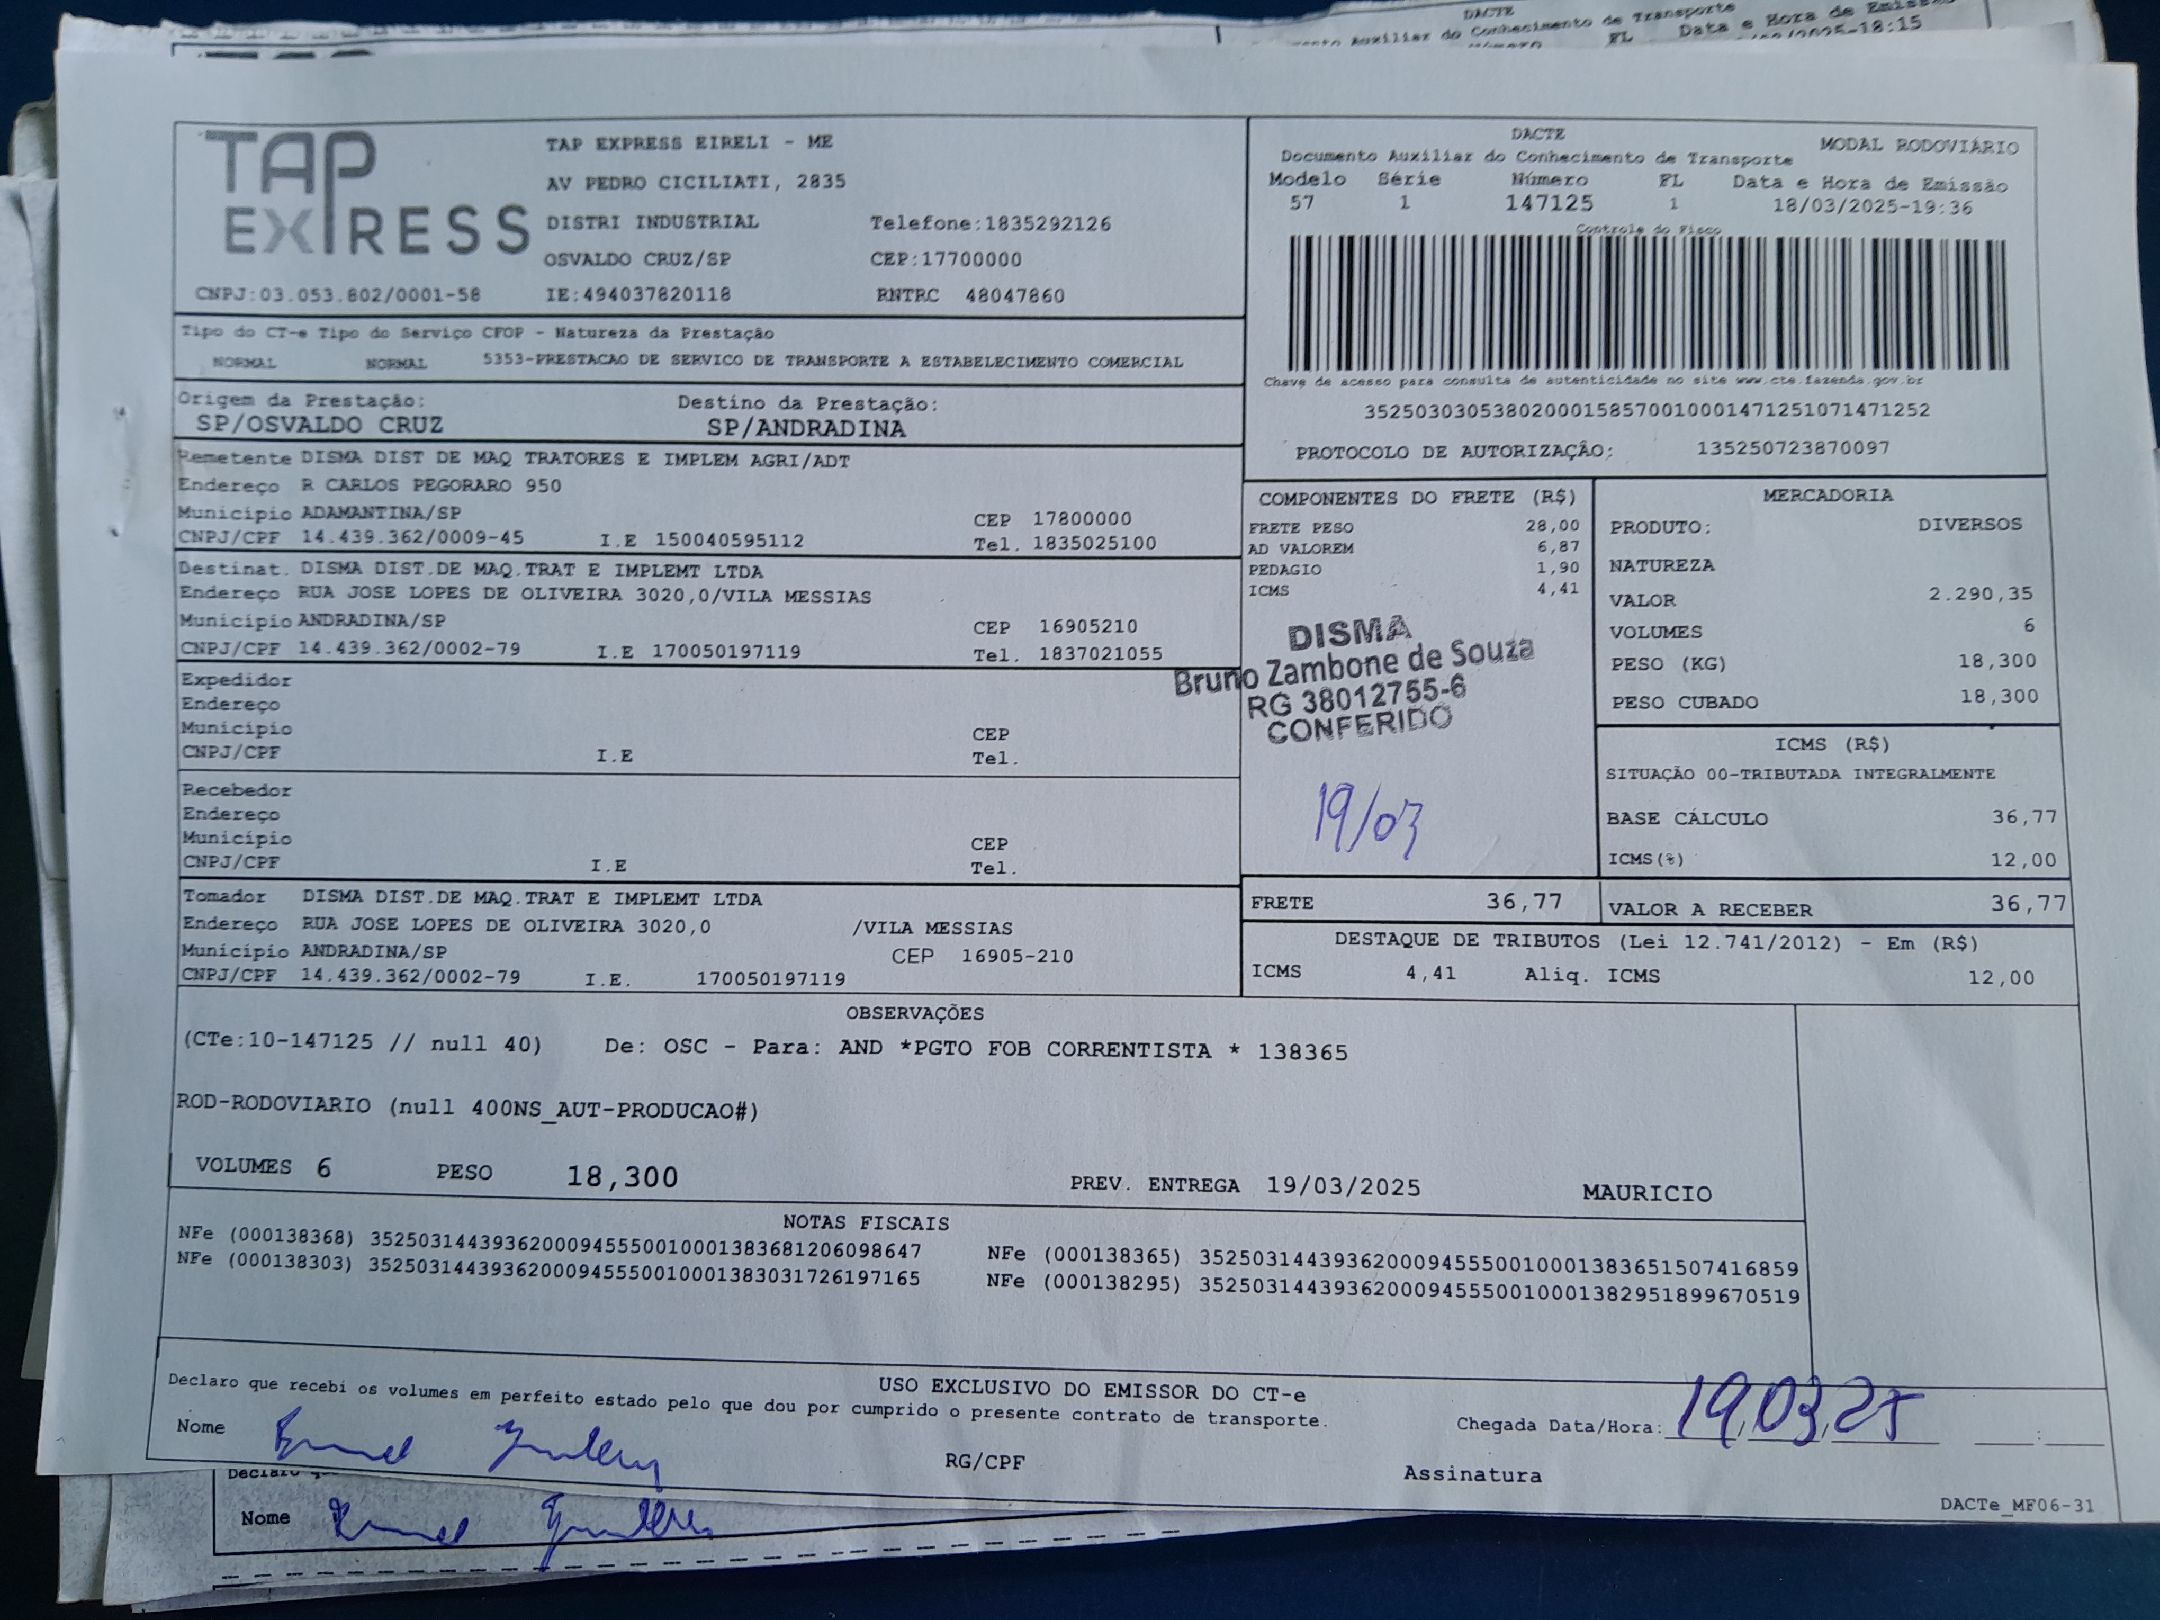 DACTE
Auxiliar do Conhecimento de Transporte
FL Data e Hora de
2025-18:15
TAP
EXPRESS
TAP EXPRESS EIRELI - ME
AV PEDRO CICILIATI, 2835
DISTRI INDUSTRIAL Telefone:1835292126
OSVALDO CRUZ/SP CEP:17700000
CNPJ:03.053.802/0001-58 IE:494037820118 RNTRC 48047860
DACTE MODAL RODOVIÁRIO
Documento Auxiliar do Conhecimento de Transporte
Modelo Série Número FL Data e Hora de Emissão
57 1 147125 1 18/03/2025-19:36
Controle do Fisco
Chave de acesso para consulta de autenticidade no site www.cte.fazenda.gov.br
35250303053802000158570010001471251071471252
PROTOCOLO DE AUTORIZAÇÃO: 135250723870097
Tipo do CT-e Tipo do Serviço CFOP - Natureza da Prestação
NORMAL NORMAL 5353-PRESTACAO DE SERVICO DE TRANSPORTE A ESTABELECIMENTO COMERCIAL
Origem da Prestação: Destino da Prestação:
SP/OSVALDO CRUZ SP/ANDRADINA
Remetente DISMA DIST DE MAQ TRATORES E IMPLEM AGRI/ADT
Endereço R CARLOS PEGORARO 950
Município ADAMANTINA/SP CEP 17800000
CNPJ/CPF 14.439.362/0009-45 I.E 150040595112 Tel. 1835025100
Destinat. DISMA DIST.DE MAQ.TRAT E IMPLEMT LTDA
Endereço RUA JOSE LOPES DE OLIVEIRA 3020,0/VILA MESSIAS
Município ANDRADINA/SP CEP 16905210
CNPJ/CPF 14.439.362/0002-79 I.E 170050197119 Tel. 1837021055
Expedidor
Endereço
Município CEP
CNPJ/CPF I.E Tel.
Recebedor
Endereço
Município CEP
CNPJ/CPF I.E Tel.
Tomador DISMA DIST.DE MAQ.TRAT E IMPLEMT LTDA
Endereço RUA JOSE LOPES DE OLIVEIRA 3020,0 /VILA MESSIAS
Município ANDRADINA/SP CEP 16905-210
CNPJ/CPF 14.439.362/0002-79 I.E. 170050197119
COMPONENTES DO FRETE (R$)
FRETE PESO 28,00
AD VALOREM 6,87
PEDAGIO 1,90
ICMS 4,41
DISMA
Bruno Zambone de Souza
RG 38012755-6
CONFERIDO
19/03
MERCADORIA
PRODUTO: DIVERSOS
NATUREZA
VALOR 2.290,35
VOLUMES 6
PESO (KG) 18,300
PESO CUBADO 18,300
ICMS (R$)
SITUAÇÃO 00-TRIBUTADA INTEGRALMENTE
BASE CÁLCULO 36,77
ICMS(%) 12,00
FRETE 36,77 VALOR A RECEBER 36,77
DESTAQUE DE TRIBUTOS (Lei 12.741/2012) - Em (R$)
ICMS 4,41 Aliq. ICMS 12,00
OBSERVAÇÕES
(CTe:10-147125 // null 40) De: OSC - Para: AND *PGTO FOB CORRENTISTA * 138365
ROD-RODOVIARIO (null 400NS_AUT-PRODUCAO#)
VOLUMES 6 PESO 18,300 PREV. ENTREGA 19/03/2025 MAURICIO
NOTAS FISCAIS
NFe (000138368) 35250314439362000945550010001383681206098647 NFe (000138365) 35250314439362000945550010001383651507416859
NFe (000138303) 35250314439362000945550010001383031726197165 NFe (000138295) 35250314439362000945550010001382951899670519
USO EXCLUSIVO DO EMISSOR DO CT-e
Declaro que recebi os volumes em perfeito estado pelo que dou por cumprido o presente contrato de transporte.
Nome RG/CPF Assinatura
Chegada Data/Hora: 19,03,25 :
DACTe_MF06-31
Nome